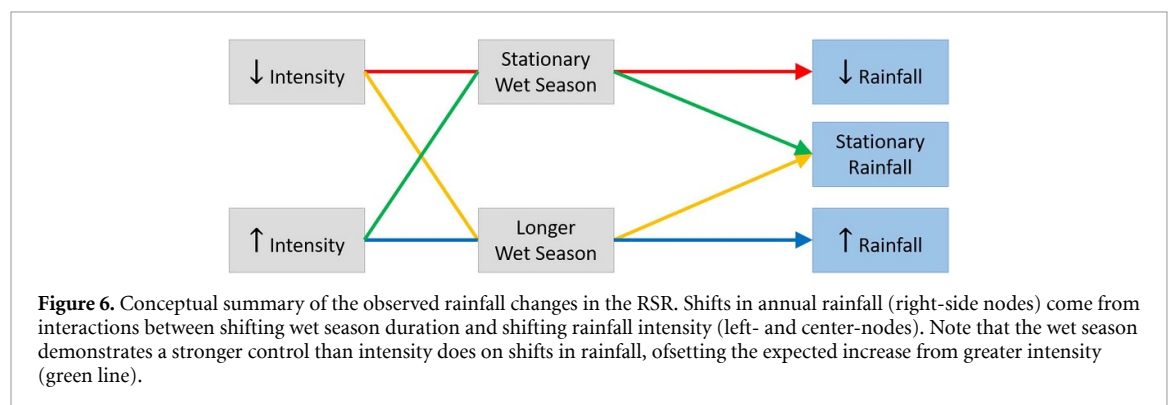 ↓ Intensity
Stationary
Wet Season
↓ Rainfall
Stationary
Rainfall
↑ Intensity
Longer
Wet Season
↑ Rainfall
Figure 6. Conceptual summary of the observed rainfall changes in the RSR. Shifts in annual rainfall (right-side nodes) come from
interactions between shifting wet season duration and shifting rainfall intensity (left- and center-nodes). Note that the wet season
demonstrates a stronger control than intensity does on shifts in rainfall, ofsetting the expected increase from greater intensity
(green line).